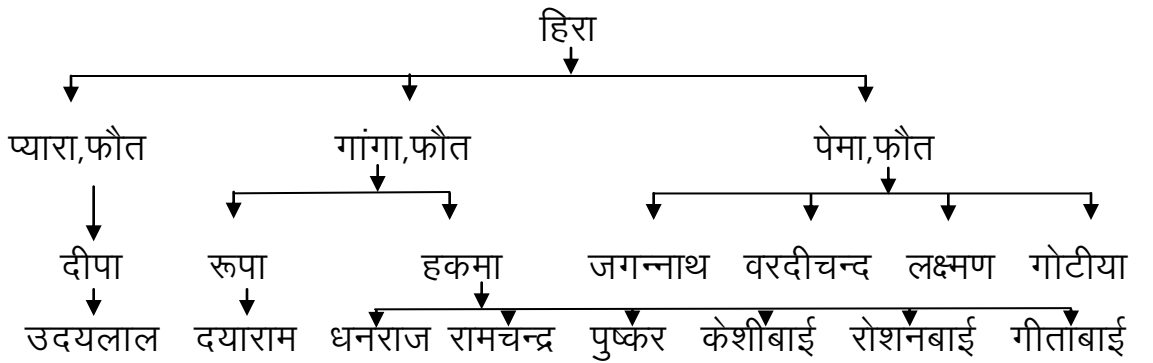 हिरा
प्यारा,फौत गांगा,फौत पेमा,फौत
दीपा रूपा हकमा जगन्नाथ वरदीचन्द लक्ष्मण गोटीया
उदयलाल दयाराम धनराज रामचन्द्र पुष्कर केशीबाई रोशनबाई गीताबाई